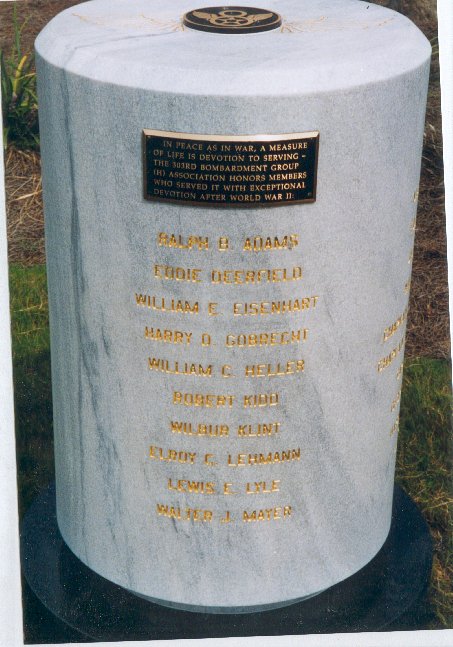 IN PEACE AS IN WAR, A MEASURE
OF LIFE IS DEVOTION TO SERVING -
THE 303RD BOMBARDMENT GROUP
(H) ASSOCIATION HONORS MEMBERS
WHO SERVED IT WITH EXCEPTIONAL
DEVOTION AFTER WORLD WAR II:
RALPH B. ADAMS
EDDIE DEERFIELD
WILLIAM E. EISENHART
HARRY D. GOBRECHT
WILLIAM C. HELLER
ROBERT KIDD
WILBUR KLINT
ELROY C. LEHMANN
LEWIS E. LYLE
WALTER J. MAYER